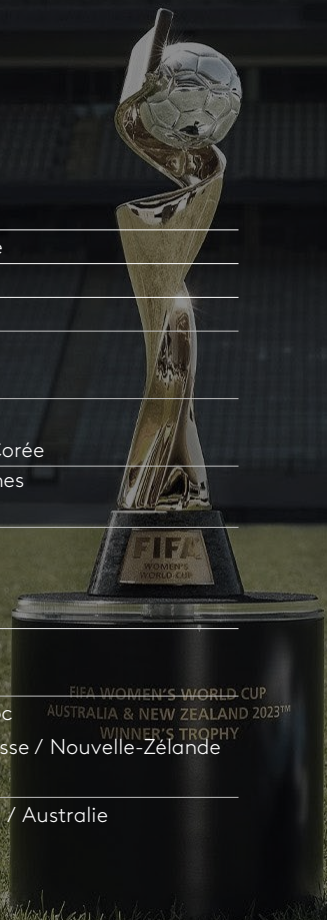 e
Corée
nes
FIFA
WOMEN'S
WORLD CUP
FIFA WOMEN'S WORLD CUP
oc
AUSTRALIA & NEW ZEALAND 2023™
WINNER'S TROPHY
sse / Nouvelle-Zélande
/ Australie